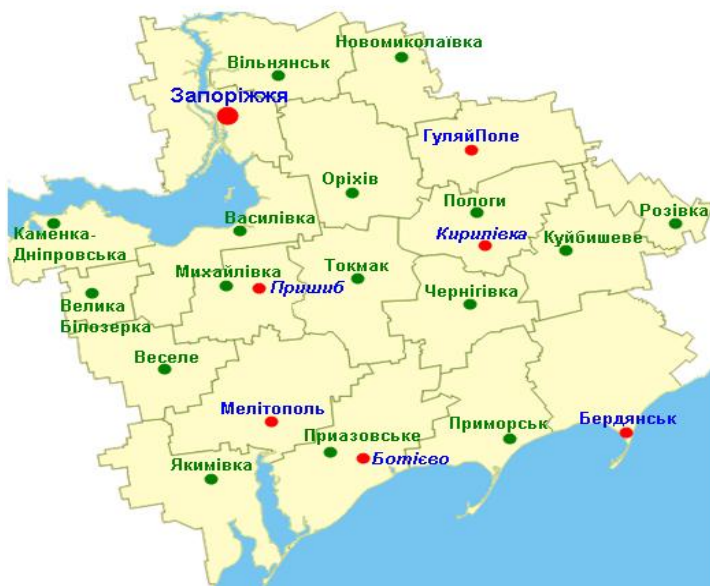 Новомиколаївка
Вільнянськ
Запоріжжя
ГуляйПоле
Оріхів
Пологи
Розівка
Василівка
Кирилівка
Куйбишеве
Каменка-
Дніпровська
Михайлівка
Токмак
Пришиб
Чернігівка
Велика
Білозерка
Веселе
Мелітополь
Приазовське
Приморськ
Бердянськ
Ботієво
Якимівка